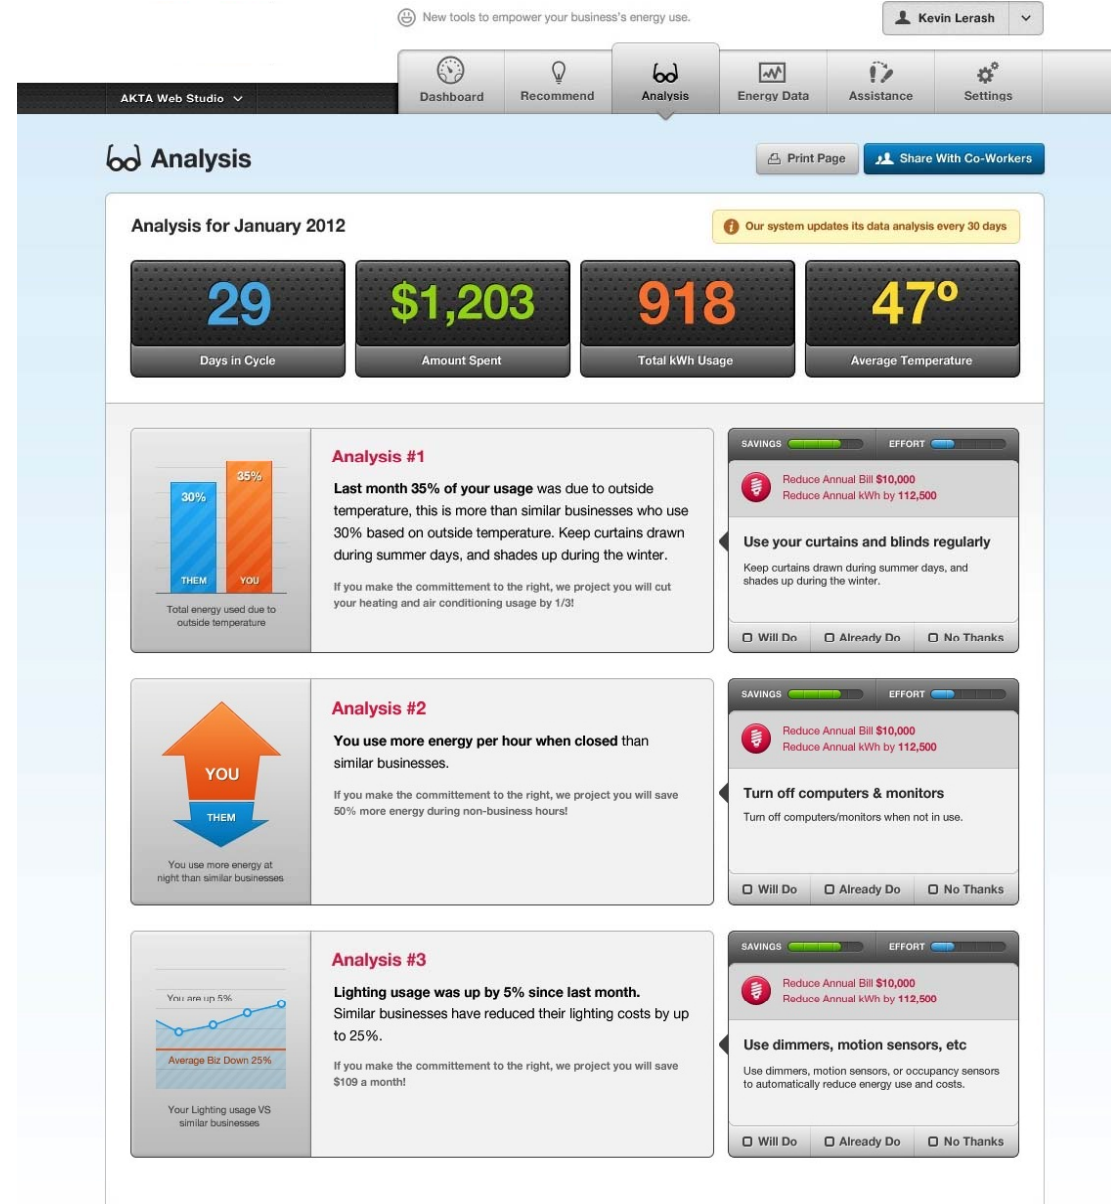 New tools to empower your business's energy use.
Kevin Lerash
AKTA Web Studio
Dashboard
Recommend
Analysis
Energy Data
Assistance
Settings
Analysis
Print Page
Share With Co-Workers
Analysis for January 2012
i Our system updates its data analysis every 30 days
29
Days in Cycle
$1,203
Amount Spent
918
Total kWh Usage
47º
Average Temperature
30%
35%
THEM
YOU
Total energy used due to
outside temperature
Analysis #1
Last month 35% of your usage was due to outside
temperature, this is more than similar businesses who use
30% based on outside temperature. Keep curtains drawn
during summer days, and shades up during the winter.
If you make the committement to the right, we project you will cut
your heating and air conditioning usage by 1/3!
SAVINGS
EFFORT
Reduce Annual Bill $10,000
Reduce Annual kWh by 112,500
Use your curtains and blinds regularly
Keep curtains drawn during summer days, and
shades up during the winter.
Will Do
Already Do
No Thanks
YOU
THEM
You use more energy at
night than similar businesses
Analysis #2
You use more energy per hour when closed than
similar businesses.
If you make the committement to the right, we project you will save
50% more energy during non-business hours!
SAVINGS
EFFORT
Reduce Annual Bill $10,000
Reduce Annual kWh by 112,500
Turn off computers & monitors
Turn off computers/monitors when not in use.
Will Do
Already Do
No Thanks
You are up 5%
Average Biz Down 25%
Your Lighting usage VS
similar businesses
Analysis #3
Lighting usage was up by 5% since last month.
Similar businesses have reduced their lighting costs by up
to 25%.
If you make the committement to the right, we project you will save
$109 a month!
SAVINGS
EFFORT
Reduce Annual Bill $10,000
Reduce Annual kWh by 112,500
Use dimmers, motion sensors, etc
Use dimmers, motion sensors, or occupancy sensors
to automatically reduce energy use and costs.
Will Do
Already Do
No Thanks